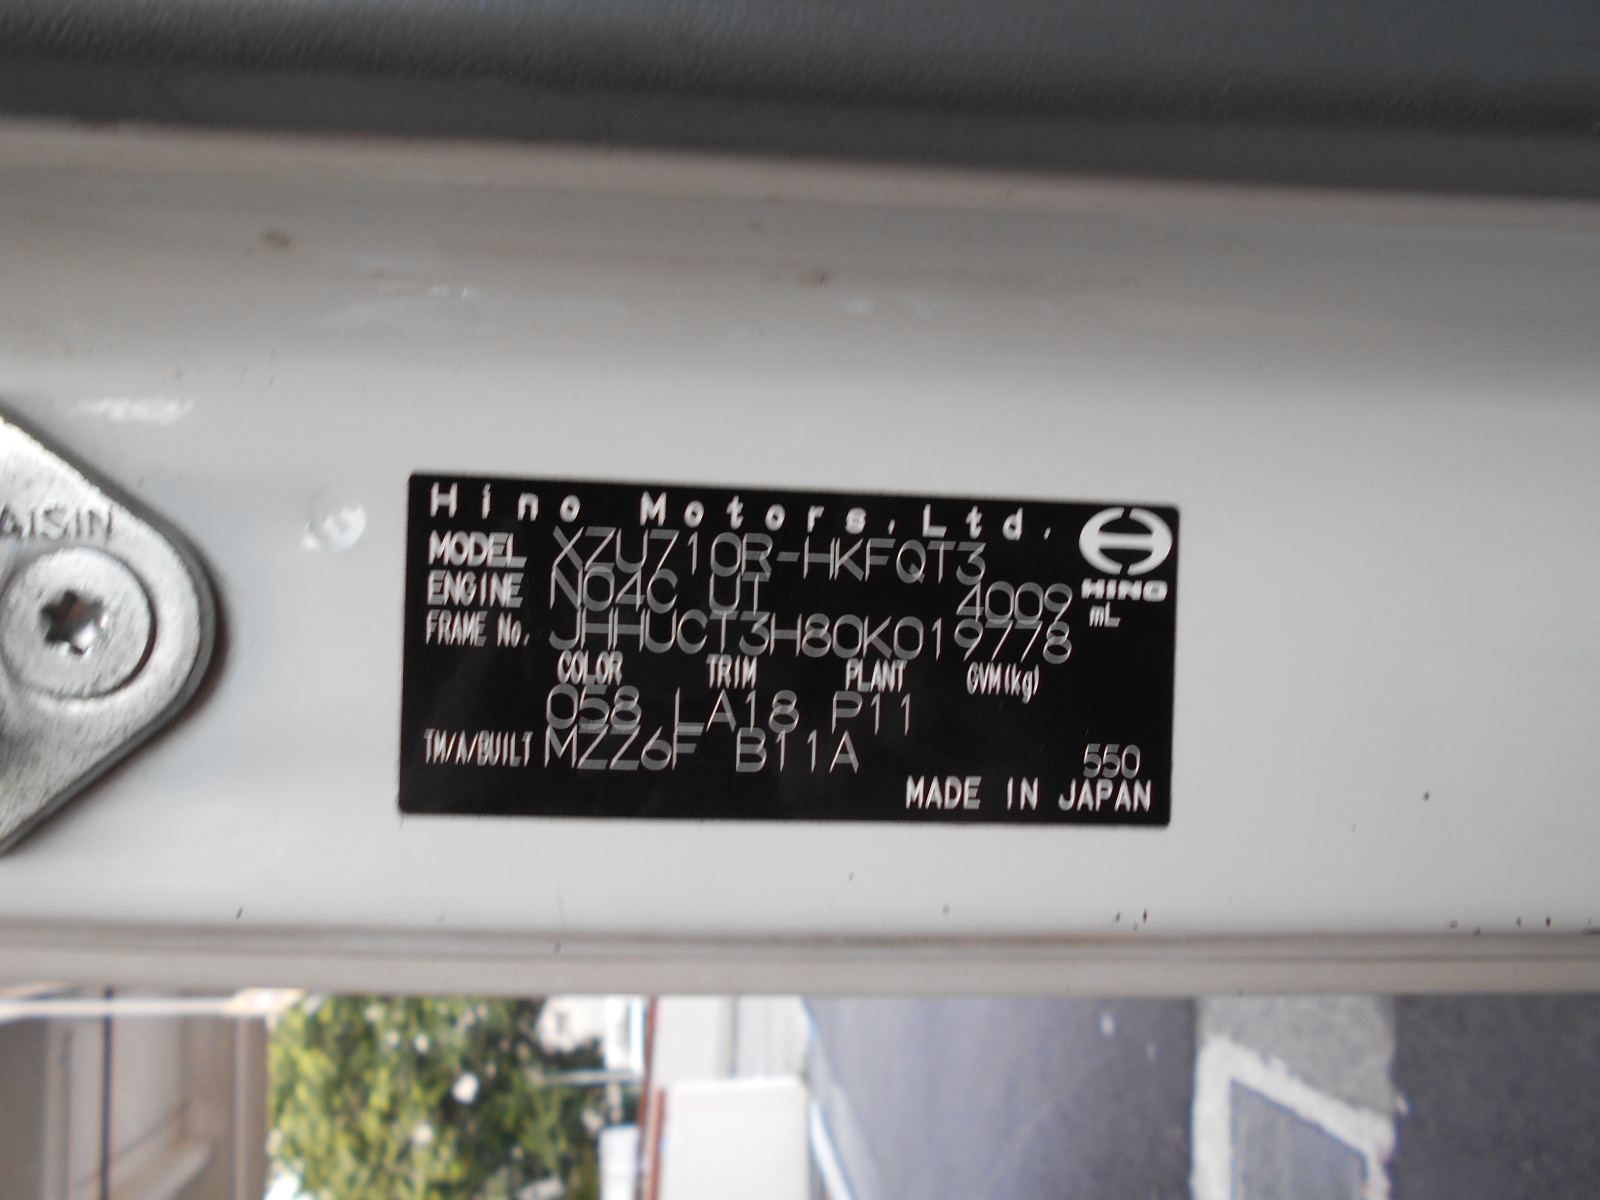 AISIN
Hino Motors, Ltd.
HINO
MODEL XZU710R-HKFQT3
ENGINE N04C UT 4009 mL
FRAME No. JHHUCT3H80K019778
COLOR TRIM PLANT GVM(kg)
058 LA18 P11
TM/A/BUILT MZZ6F B11A 550
MADE IN JAPAN